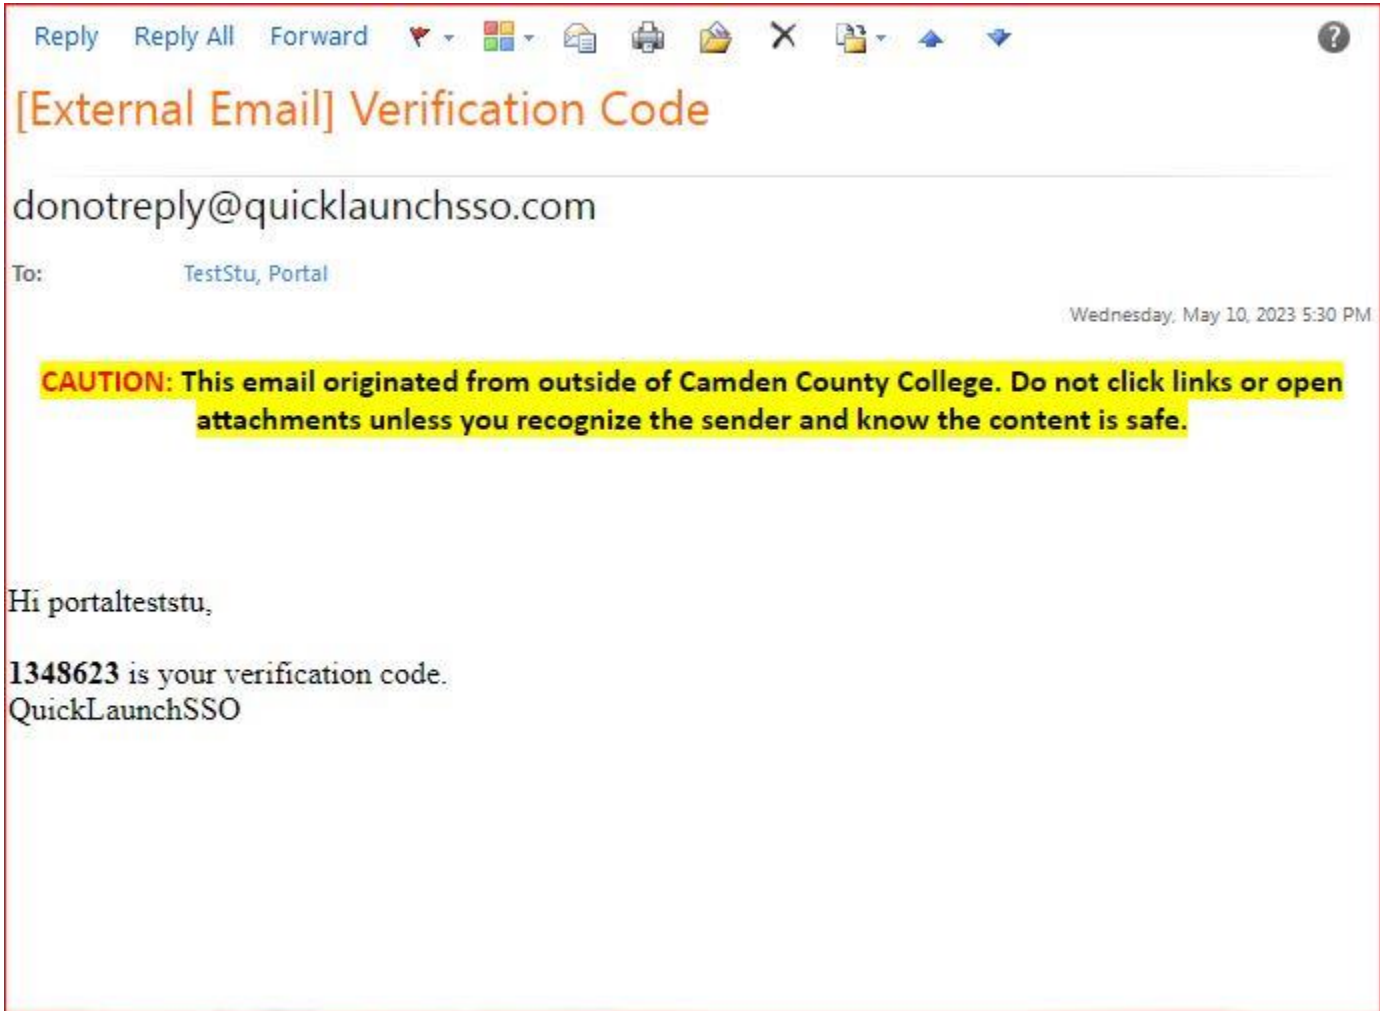 Reply Reply All Forward
[External Email] Verification Code
donotreply@quicklaunchsso.com
To: TestStu, Portal
Wednesday, May 10, 2023 5:30 PM
CAUTION: This email originated from outside of Camden County College. Do not click links or open
attachments unless you recognize the sender and know the content is safe.
Hi portalteststu,
1348623 is your verification code.
QuickLaunchSSO